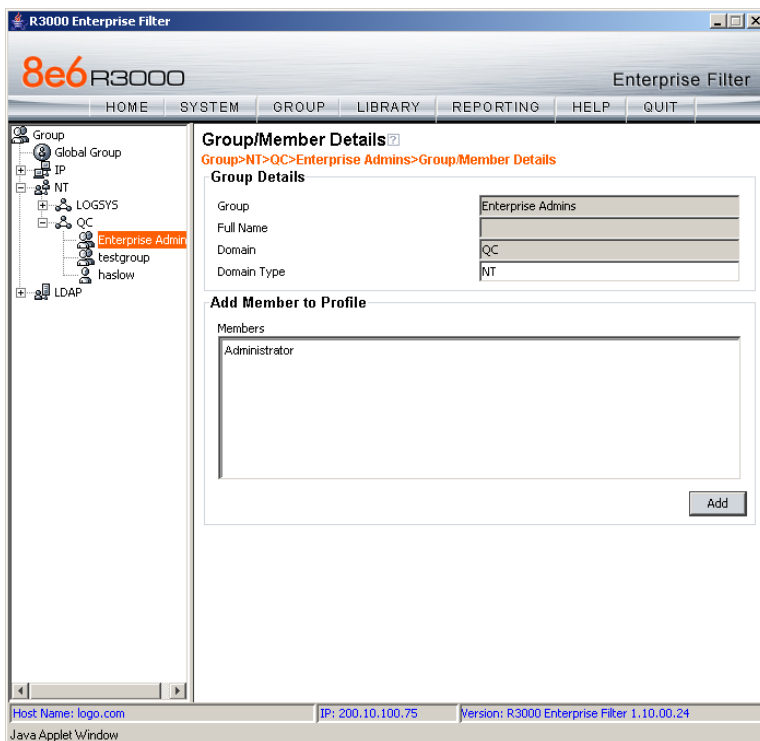 R3000 Enterprise Filter
8e6 R3000
Enterprise Filter
HOME SYSTEM GROUP LIBRARY REPORTING HELP QUIT
Group
Global Group
IP
NT
LOGSYS
QC
Enterprise Admin
testgroup
haslow
LDAP
Group/Member Details ?
Group>NT>QC>Enterprise Admins>Group/Member Details
Group Details
Group Enterprise Admins
Full Name
Domain QC
Domain Type NT
Add Member to Profile
Members
Administrator
Add
Host Name: logo.com IP: 200.10.100.75 Version: R3000 Enterprise Filter 1.10.00.24
Java Applet Window